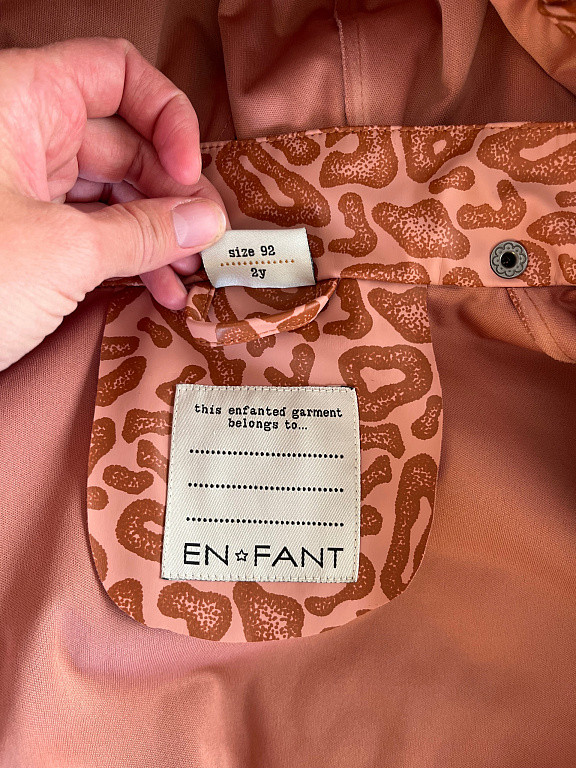 size 92
2y
this enfanted garment
belongs to...
EN☆FANT